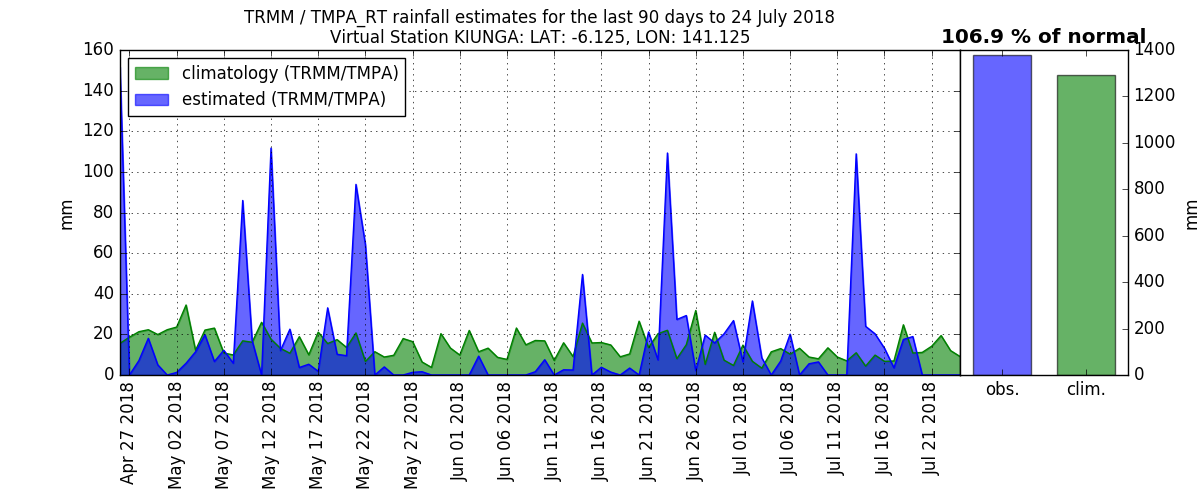 TRMM / TMPA_RT rainfall estimates for the last 90 days to 24 July 2018
Virtual Station KIUNGA: LAT: -6.125, LON: 141.125
106.9 % of normal
climatology (TRMM/TMPA)
estimated (TRMM/TMPA)
160
140
120
100
80
60
40
20
0
mm
Apr 27 2018
May 02 2018
May 07 2018
May 12 2018
May 17 2018
May 22 2018
May 27 2018
Jun 01 2018
Jun 06 2018
Jun 11 2018
Jun 16 2018
Jun 21 2018
Jun 26 2018
Jul 01 2018
Jul 06 2018
Jul 11 2018
Jul 16 2018
Jul 21 2018
obs.
clim.
1400
1200
1000
800
600
400
200
0
mm